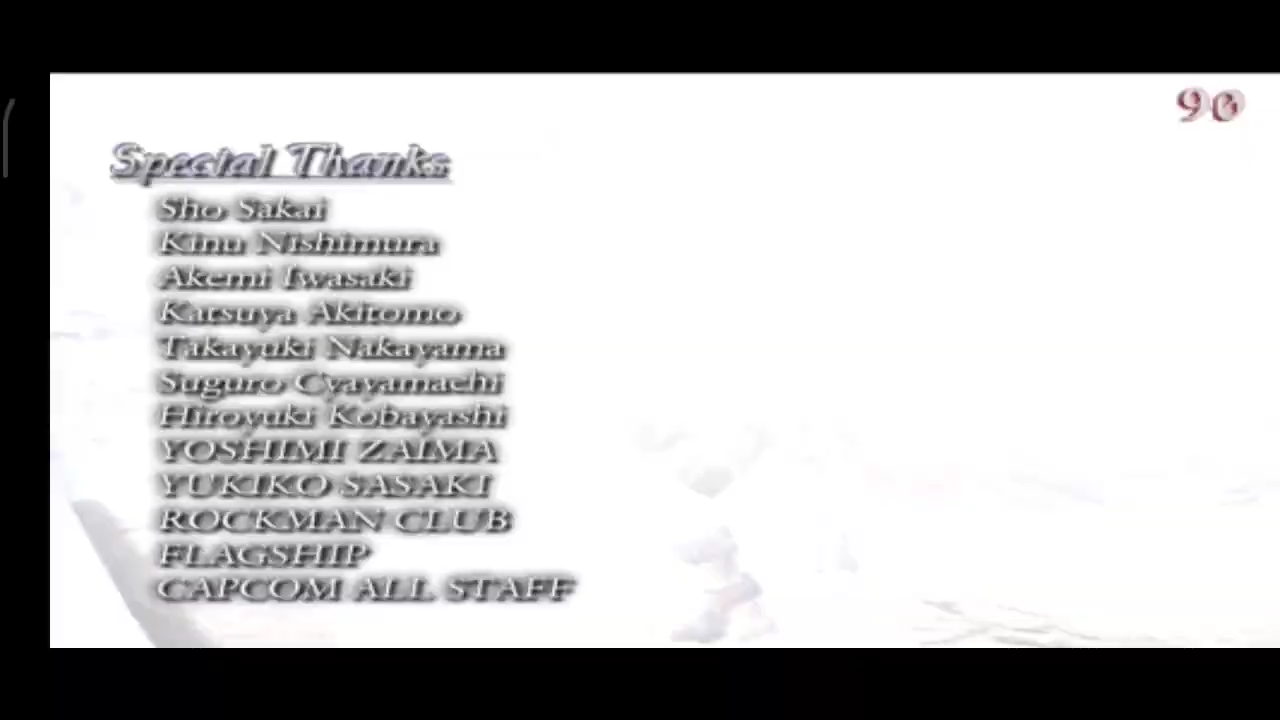 90
Special Thanks
Sho Sakai
Kinu Nishimura
Akemi Iwasaki
Katsuya Akitomo
Takayuki Nakayama
Suguro Cyayamachi
Hiroyuki Kobayashi
YOSHIMI ZAIMA
YUKIKO SASAKI
ROCKMAN CLUB
FLAGSHIP
CAPCOM ALL STAFF